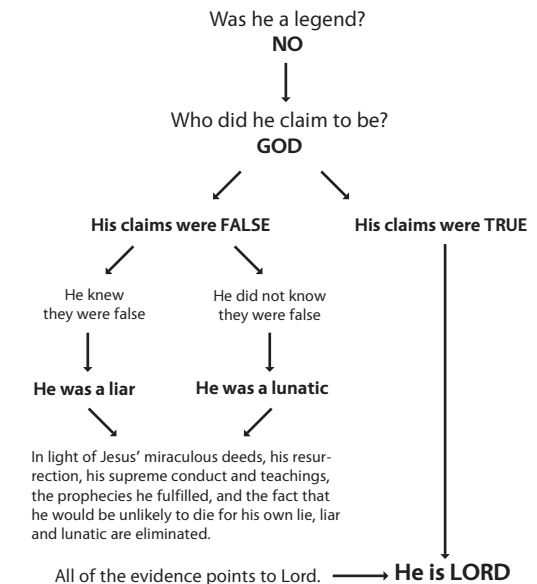 Was he a legend?
NO
Who did he claim to be?
GOD
His claims were FALSE
His claims were TRUE
He knew
they were false
He did not know
they were false
He was a liar
He was a lunatic
In light of Jesus’ miraculous deeds, his resur-
rection, his supreme conduct and teachings,
the prophecies he fulfilled, and the fact that
he would be unlikely to die for his own lie, liar
and lunatic are eliminated.
All of the evidence points to Lord.
He is LORD